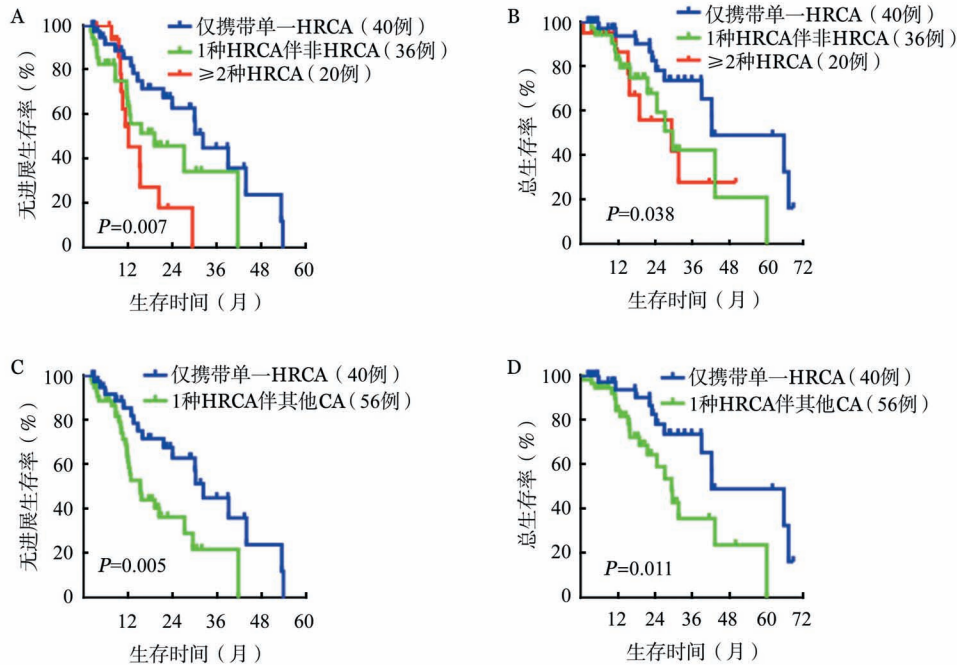 A
仅携带单一HRCA（40例）
1种HRCA伴非HRCA（36例）
≥2种HRCA（20例）
无进展生存率（%）
100
80
60
40
20
0
P=0.007
12 24 36 48 60
生存时间（月）
B
仅携带单一HRCA（40例）
1种HRCA伴非HRCA（36例）
≥2种HRCA（20例）
总生存率（%）
100
80
60
40
20
0
P=0.038
12 24 36 48 60 72
生存时间（月）
C
仅携带单一HRCA（40例）
1种HRCA伴其他CA（56例）
无进展生存率（%）
100
80
60
40
20
0
P=0.005
12 24 36 48 60
生存时间（月）
D
仅携带单一HRCA（40例）
1种HRCA伴其他CA（56例）
总生存率（%）
100
80
60
40
20
0
P=0.011
12 24 36 48 60 72
生存时间（月）